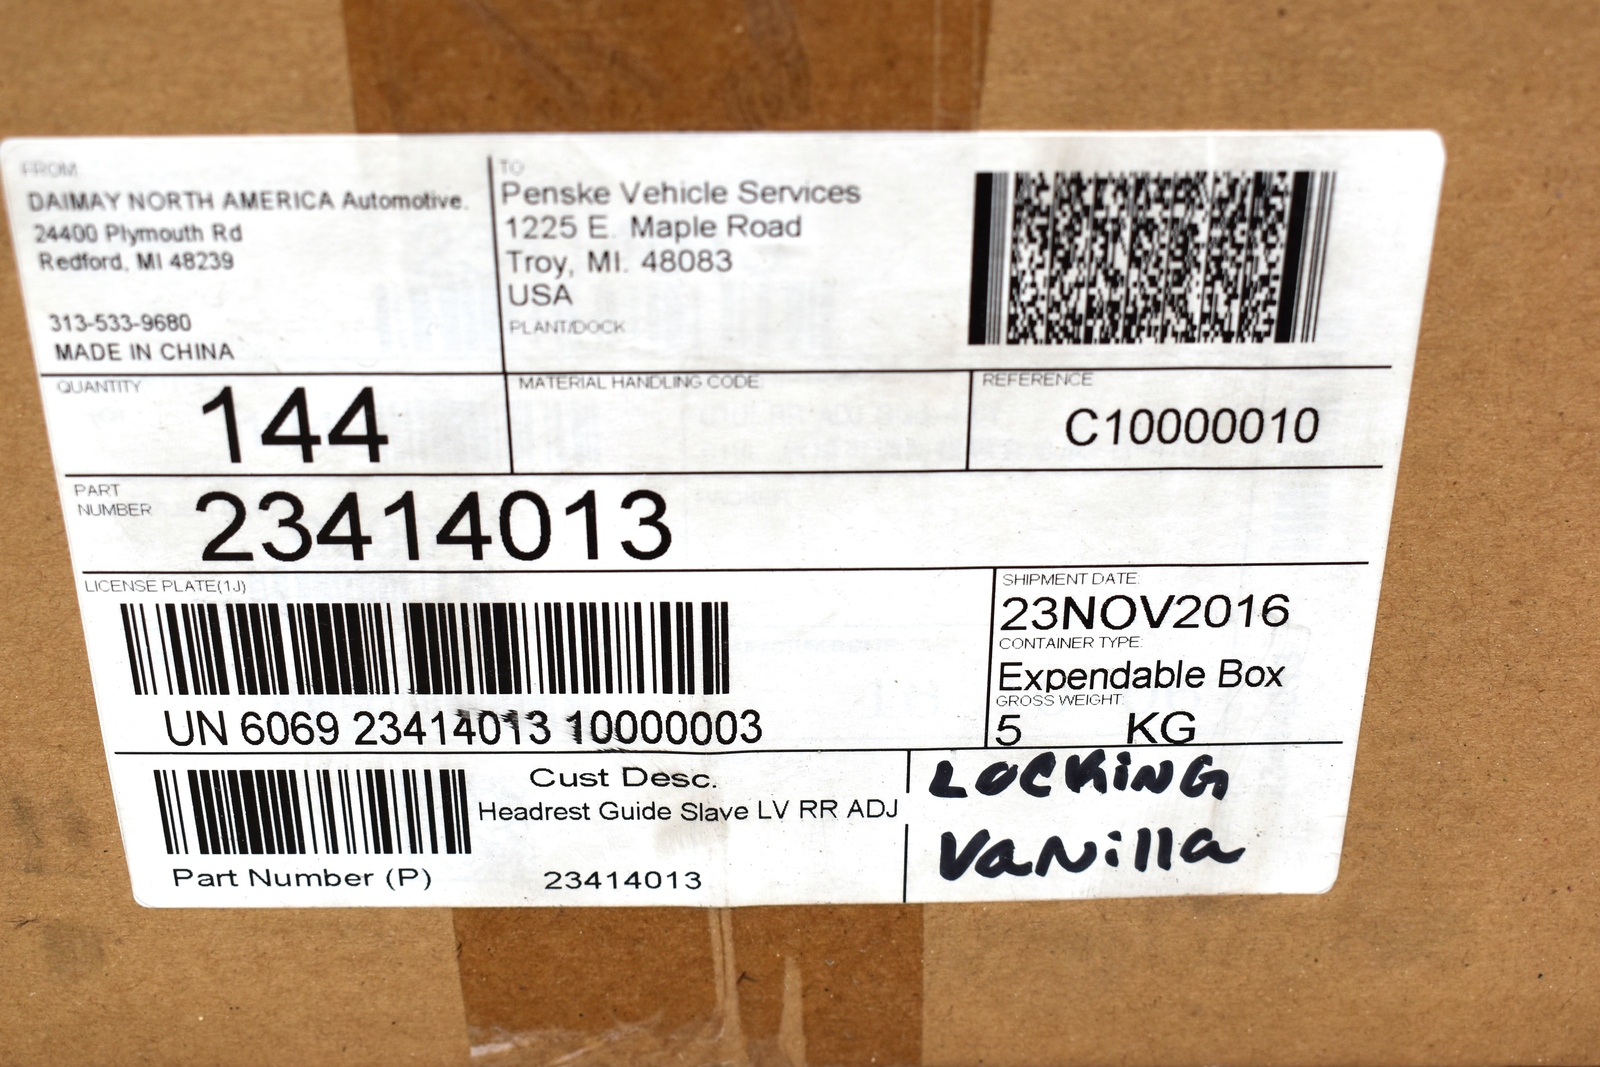 FROM
DAIMAY NORTH AMERICA Automotive.
24400 Plymouth Rd
Redford, MI 48239
313-533-9680
MADE IN CHINA
TO
Penske Vehicle Services
1225 E. Maple Road
Troy, MI. 48083
USA
PLANT/DOCK
QUANTITY
144
MATERIAL HANDLING CODE
REFERENCE
C10000010
PART
NUMBER
23414013
LICENSE PLATE(1J)
UN 6069 23414013 10000003
SHIPMENT DATE:
23NOV2016
CONTAINER TYPE:
Expendable Box
GROSS WEIGHT:
5 KG
Part Number (P)
Cust Desc.
Headrest Guide Slave LV RR ADJ
23414013
LOCKiNG
VaNilla